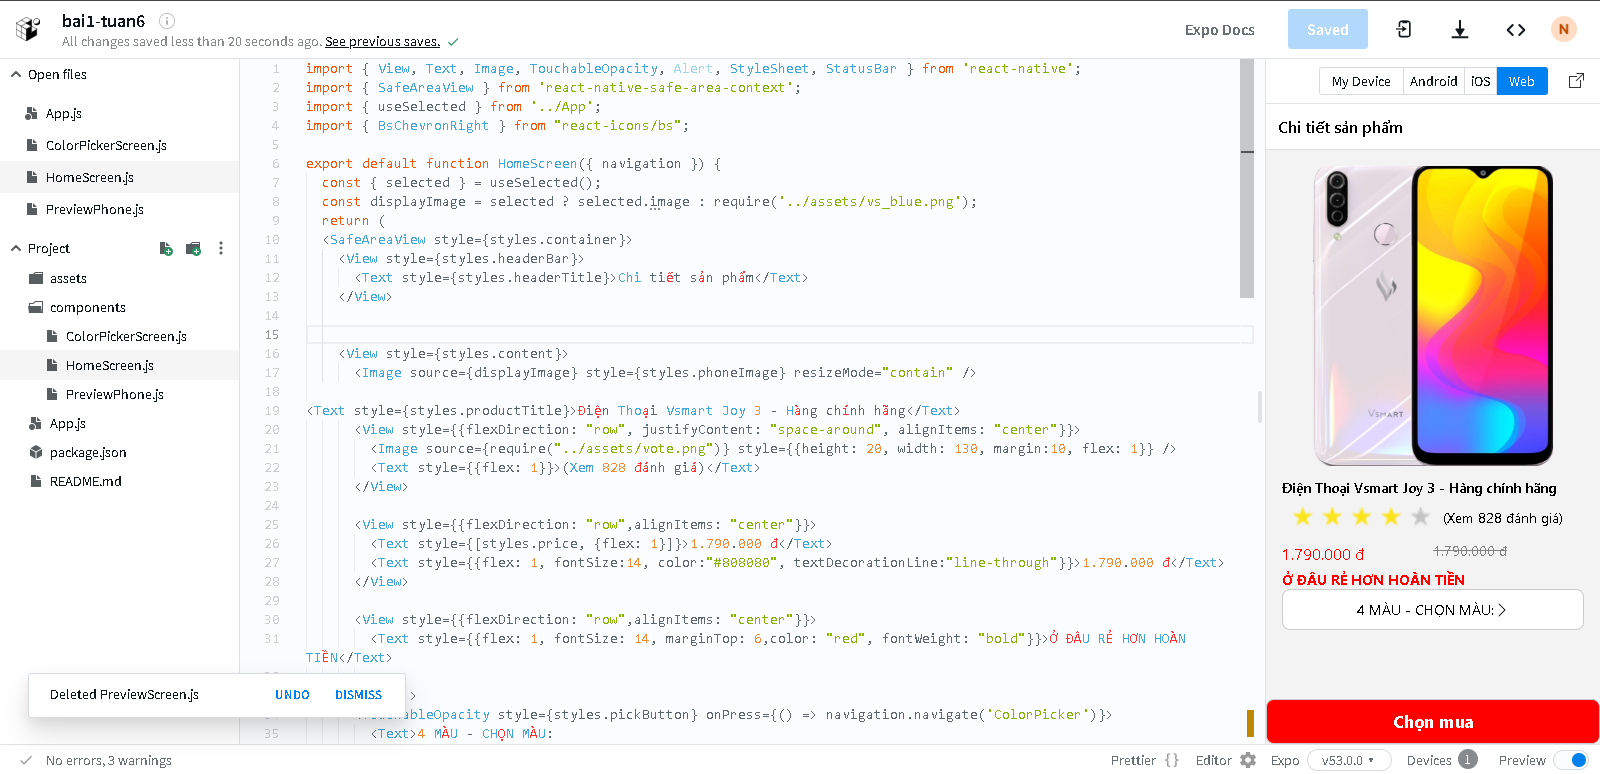 bai1-tuan6
All changes saved less than 20 seconds ago. See previous saves.
Expo Docs
Saved
N
Open files
App.js
ColorPickerScreen.js
HomeScreen.js
PreviewPhone.js
Project
assets
components
ColorPickerScreen.js
HomeScreen.js
PreviewPhone.js
App.js
package.json
README.md
Deleted PreviewScreen.js UNDO DISMISS
1 import { View, Text, Image, TouchableOpacity, Alert, StyleSheet, StatusBar } from 'react-native';
2 import { SafeAreaView } from 'react-native-safe-area-context';
3 import { useSelected } from '../App';
4 import { BsChevronRight } from "react-icons/bs";
5
6 export default function HomeScreen({ navigation }) {
7 const { selected } = useSelected();
8 const displayImage = selected ? selected.image : require('../assets/vs_blue.png');
9 return (
10 <SafeAreaView style={styles.container}>
11 <View style={styles.headerBar}>
12 <Text style={styles.headerTitle}>Chi tiết sản phẩm</Text>
13 </View>
14
15
16 <View style={styles.content}>
17 <Image source={displayImage} style={styles.phoneImage} resizeMode="contain" />
18
19 <Text style={styles.productTitle}>Điện Thoại Vsmart Joy 3 - Hàng chính hãng</Text>
20 <View style={{flexDirection: "row", justifyContent: "space-around", alignItems: "center"}}>
21 <Image source={require("../assets/vote.png")} style={{height: 20, width: 130, margin:10, flex: 1}} />
22 <Text style={{flex: 1}}>(Xem 828 đánh giá)</Text>
23 </View>
24
25 <View style={{flexDirection: "row",alignItems: "center"}}>
26 <Text style={[styles.price, {flex: 1}]}>1.790.000 đ</Text>
27 <Text style={{flex: 1, fontSize:14, color:"#808080", textDecorationLine:"line-through"}}>1.790.000 đ</Text>
28 </View>
29
30 <View style={{flexDirection: "row",alignItems: "center"}}>
31 <Text style={{flex: 1, fontSize: 14, marginTop: 6,color: "red", fontWeight: "bold"}}>Ở ĐÂU RẺ HƠN HOÀN
TIỀN</Text>
>
hableOpacity style={styles.pickButton} onPress={() => navigation.navigate('ColorPicker')}>
35 <Text>4 MÀU - CHỌN MÀU:
My Device
Android
iOS
Web
Chi tiết sản phẩm
VSMART
Điện Thoại Vsmart Joy 3 - Hàng chính hãng
(Xem 828 đánh giá)
1.790.000 đ 1.790.000 đ
Ở ĐÂU RẺ HƠN HOÀN TIỀN
4 MÀU - CHỌN MÀU:
Chọn mua
No errors, 3 warnings
Prettier { } Editor Expo v53.0.0 Devices 1 Preview